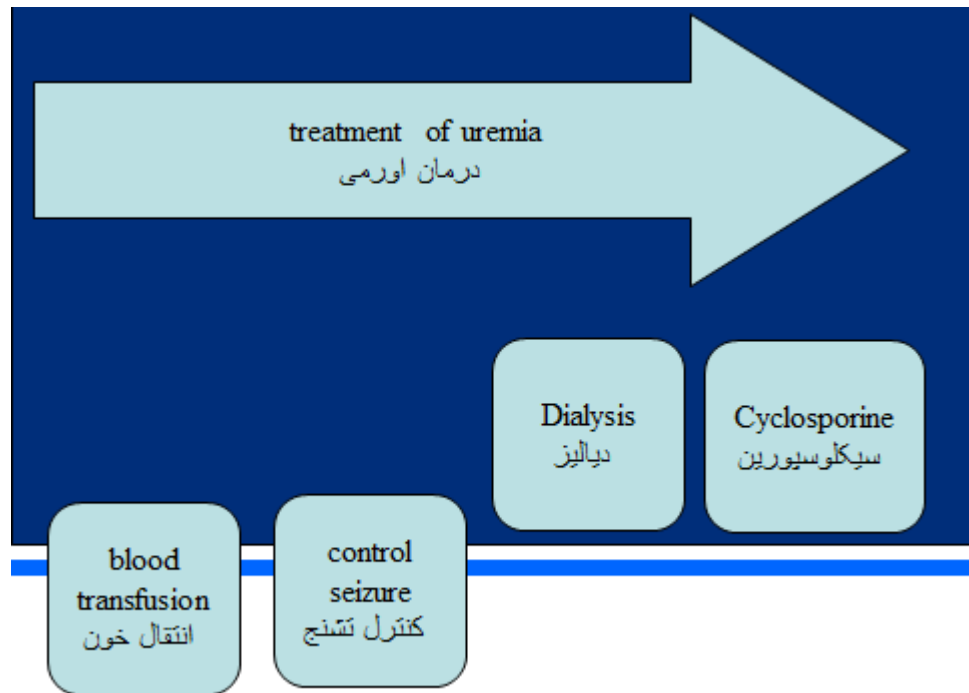 treatment of uremia
درمان اورمی
Dialysis
دیالیز
Cyclosporine
سیکلوسپورین
blood
transfusion
انتقال خون
control
seizure
کنترل تشنج